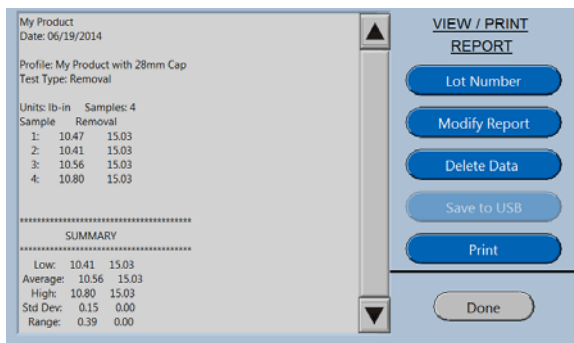 My Product
Date: 06/19/2014
Profile: My Product with 28mm Cap
Test Type: Removal
Units: lb-in Samples: 4
Sample Removal
1: 10.47 15.03
2: 10.41 15.03
3: 10.56 15.03
4: 10.80 15.03
******************************************
SUMMARY
******************************************
Low: 10.41 15.03
Average: 10.56 15.03
High: 10.80 15.03
Std Dev: 0.15 0.00
Range: 0.39 0.00
VIEW / PRINT
REPORT
Lot Number
Modify Report
Delete Data
Save to USB
Print
Done